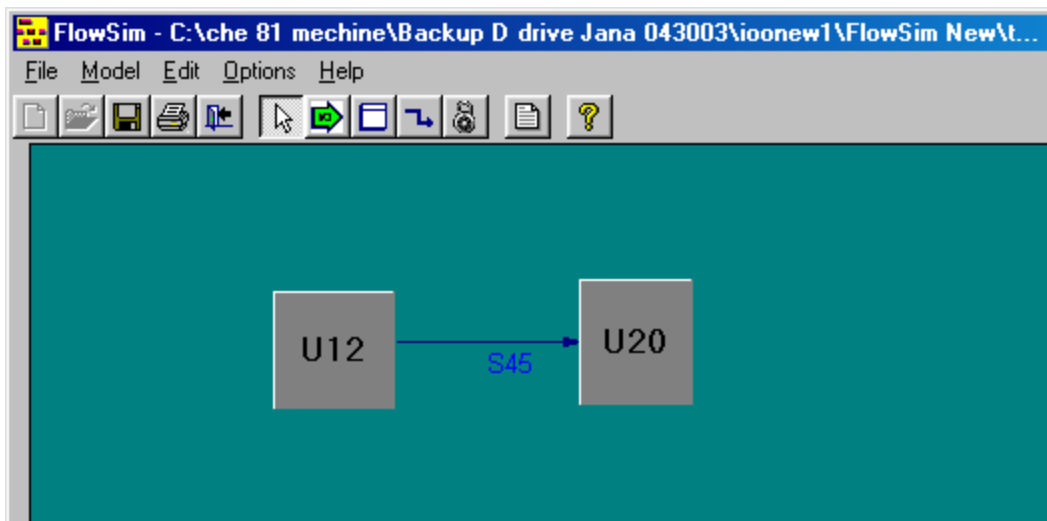 FlowSim - C:\che 81 mechine\Backup D drive Jana 043003\ioonew1\FlowSim New\t...
File Model Edit Options Help
U12
S45
U20